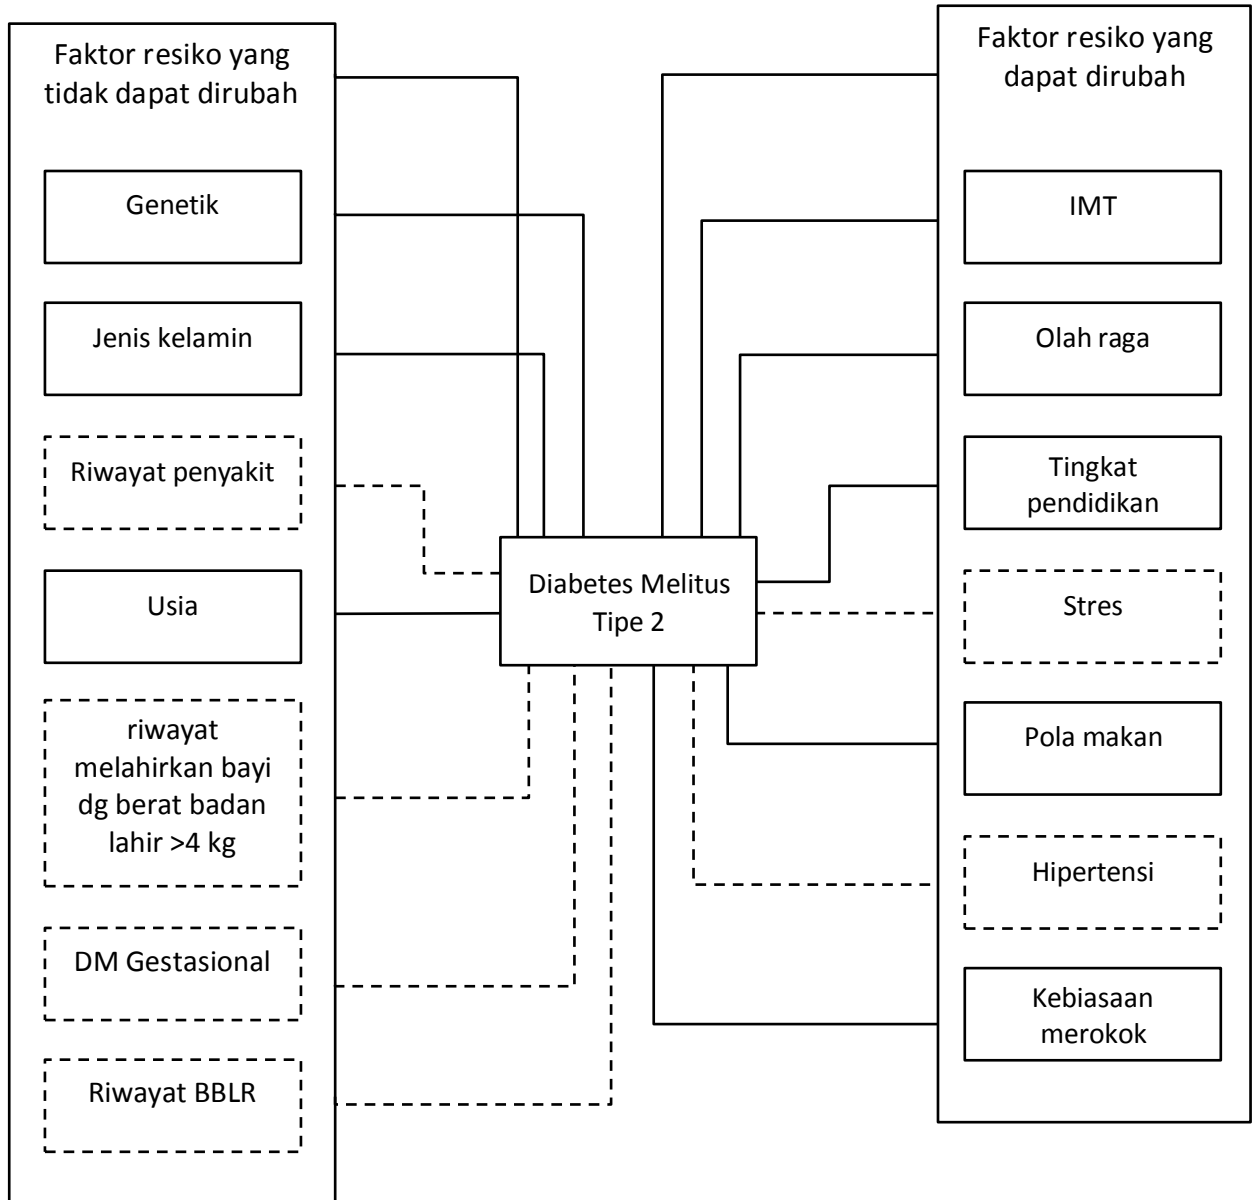 Faktor resiko yang
tidak dapat dirubah
Genetik
Jenis kelamin
Riwayat penyakit
Usia
riwayat
melahirkan bayi
dg berat badan
lahir >4 kg
DM Gestasional
Riwayat BBLR
Diabetes Melitus
Tipe 2
Faktor resiko yang
dapat dirubah
IMT
Olah raga
Tingkat
pendidikan
Stres
Pola makan
Hipertensi
Kebiasaan
merokok